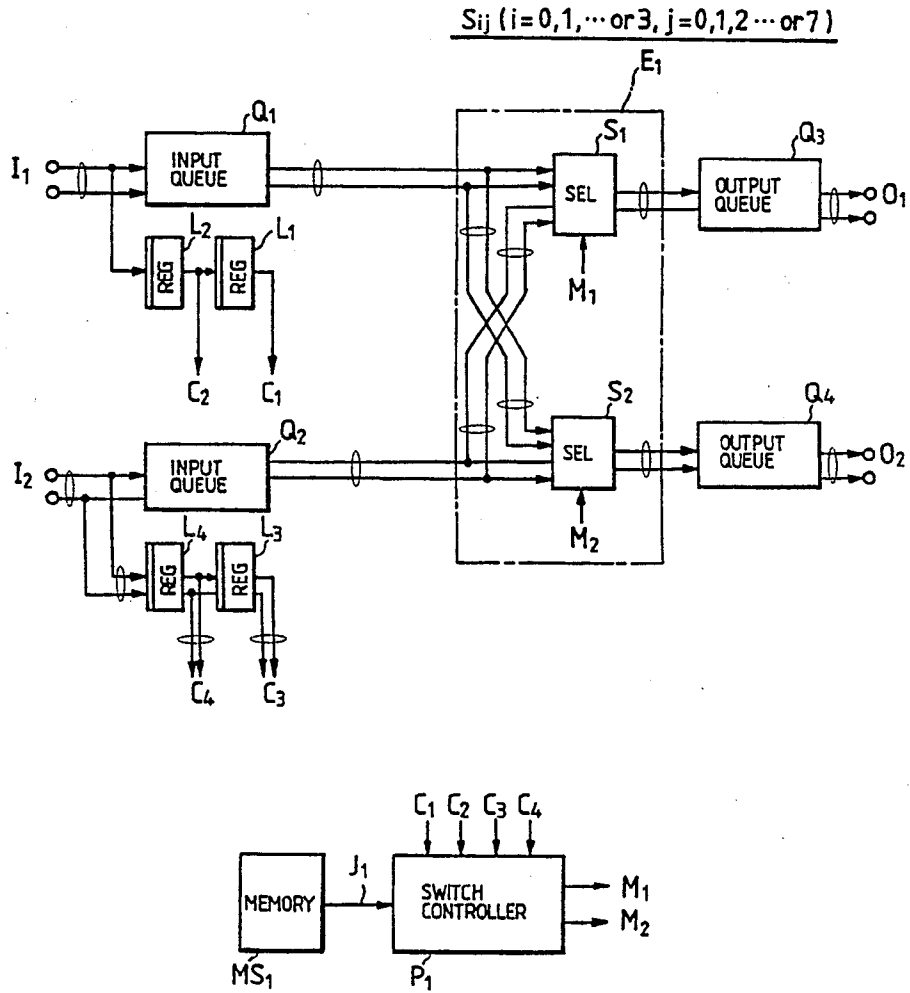 Sij (i=0,1,⋯or 3, j=0,1,2⋯or 7)
E1
Q1
I1
INPUT
QUEUE
S1
SEL
M1
Q3
OUTPUT
QUEUE
O1
L2
REG
L1
REG
C2
C1
Q2
I2
INPUT
QUEUE
S2
SEL
M2
Q4
OUTPUT
QUEUE
O2
L4
REG
L3
REG
C4
C3
C1 C2 C3 C4
MEMORY
MS1
J1
SWITCH
CONTROLLER
P1
M1
M2